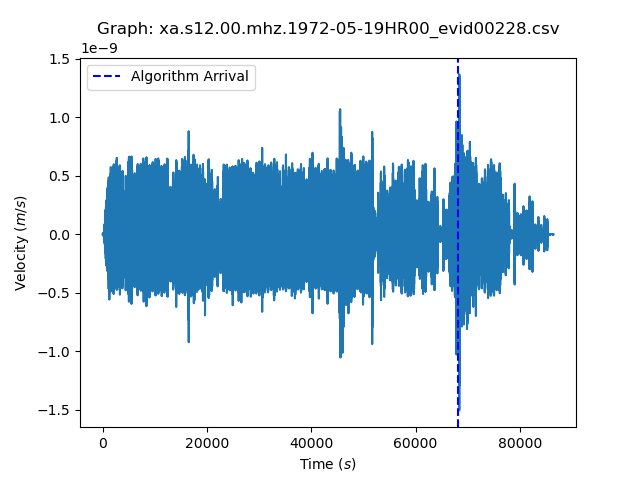 Graph: xa.s12.00.mhz.1972-05-19HR00_evid00228.csv
1e−9
Algorithm Arrival
1.5
1.0
0.5
0.0
−0.5
−1.0
−1.5
Velocity (m/s)
0 20000 40000 60000 80000
Time (s)